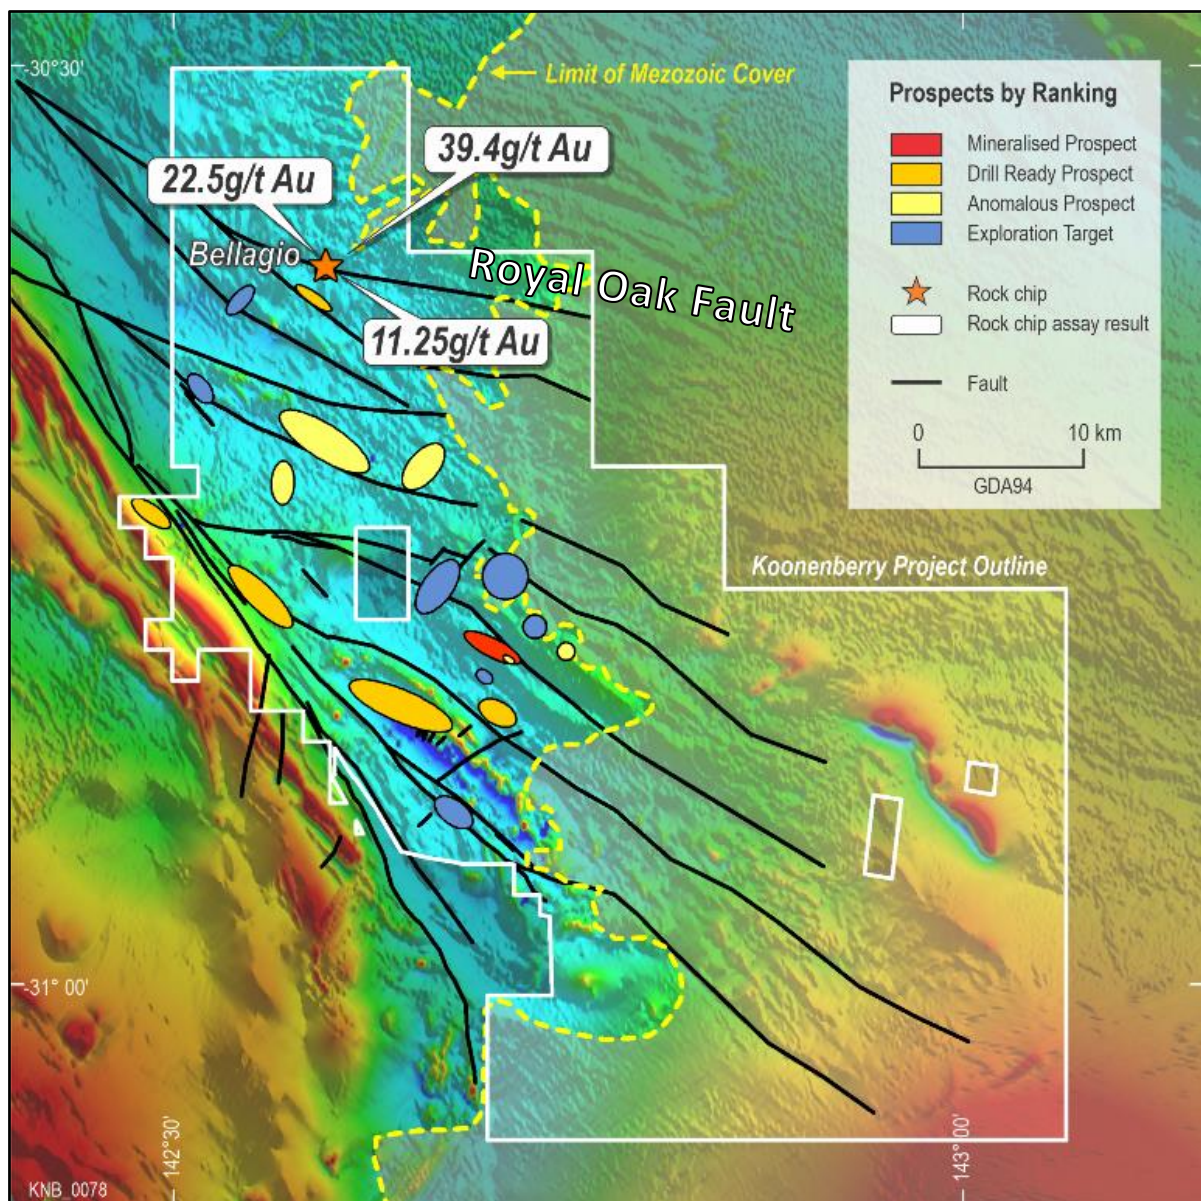 -30°30'
Limit of Mezozoic Cover
Prospects by Ranking
Mineralised Prospect
Drill Ready Prospect
Anomalous Prospect
Exploration Target
Rock chip
Rock chip assay result
Fault
0 10 km
GDA94
39.4g/t Au
22.5g/t Au
Bellagio
Royal Oak Fault
11.25g/t Au
Koonenberry Project Outline
-31° 00'
142°30'
143°00'
KNB_0078